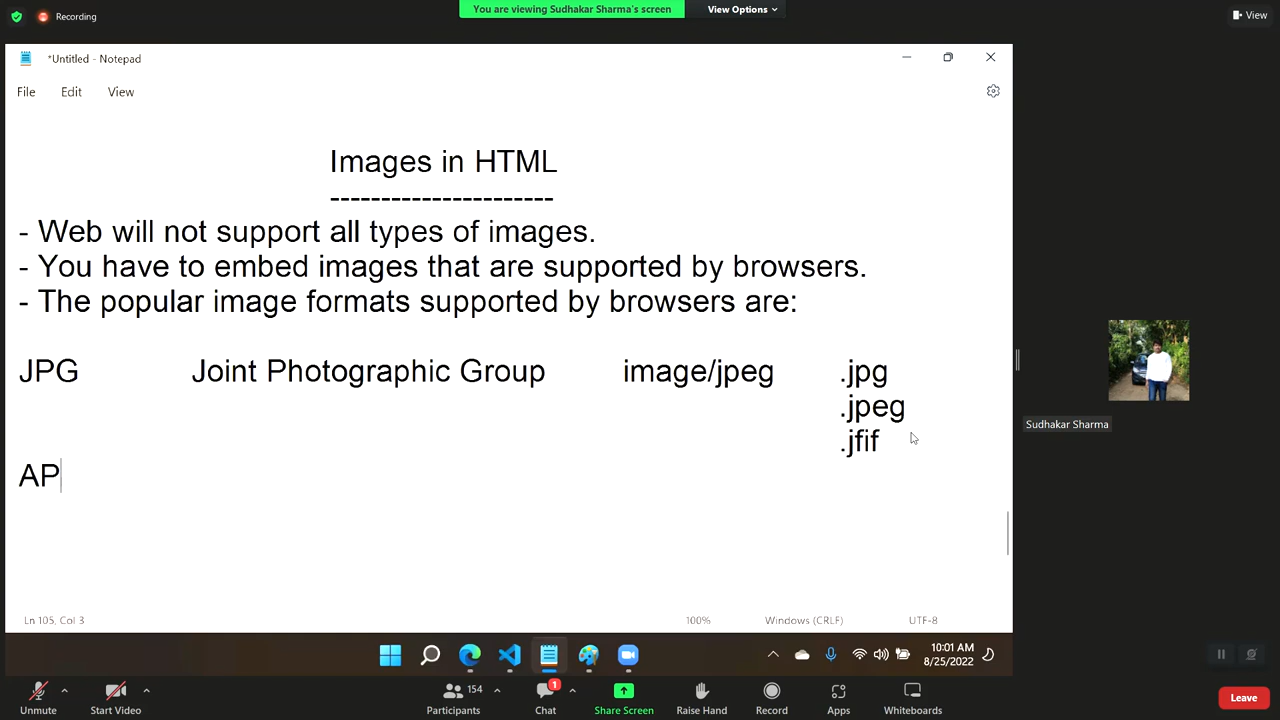 Recording
You are viewing Sudhakar Sharma's screen
View Options
View
*Untitled - Notepad
File Edit View
Images in HTML
----------------------
- Web will not support all types of images.
- You have to embed images that are supported by browsers.
- The popular image formats supported by browsers are:
JPG Joint Photographic Group image/jpeg .jpg
.jpeg
.jfif
AP
Sudhakar Sharma
Ln 105, Col 3 100% Windows (CRLF) UTF-8
10:01 AM
8/25/2022
154
1
Unmute Start Video Participants Chat Share Screen Raise Hand Record Apps Whiteboards Leave